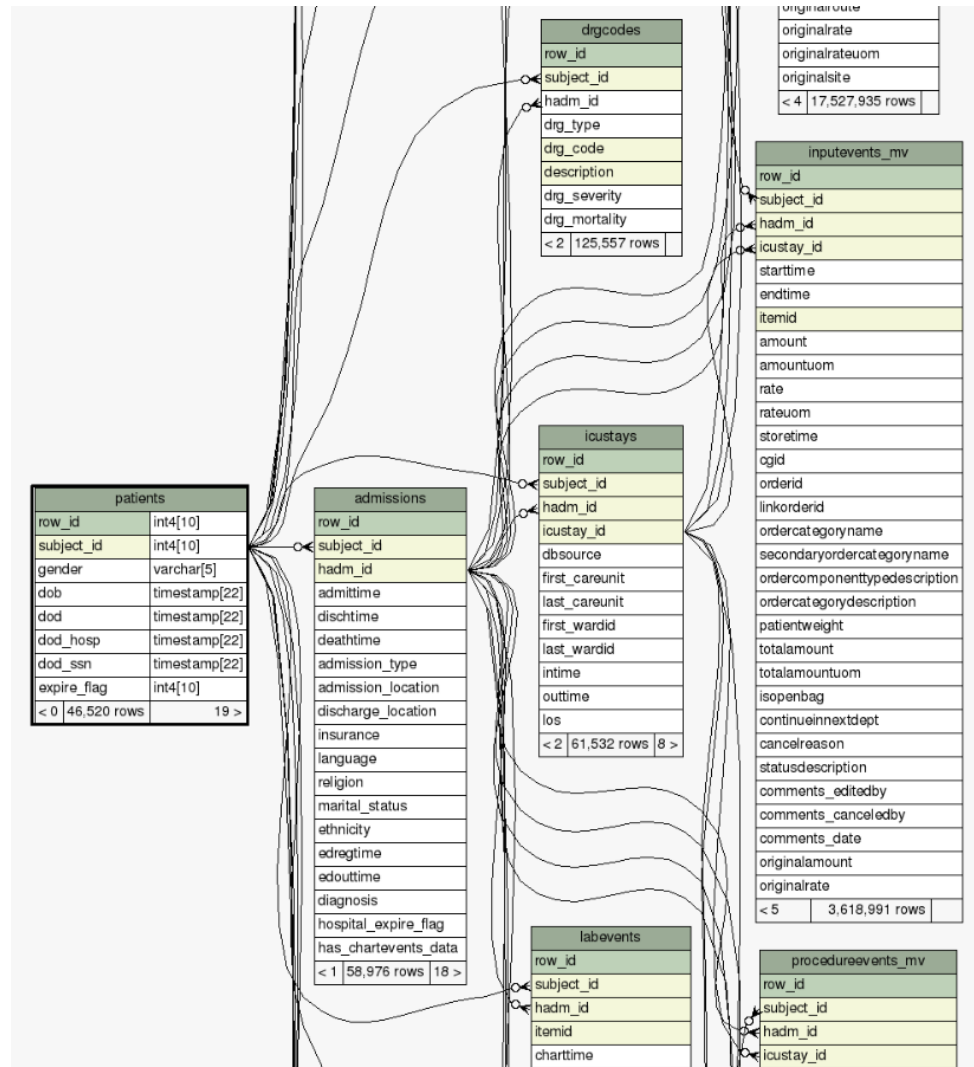 drgcodes
row_id
subject_id
hadm_id
drg_type
drg_code
description
drg_severity
drg_mortality
< 2 125,557 rows
originalroute
originalrate
originalrateuom
originalsite
< 4 17,527,935 rows
inputevents_mv
row_id
subject_id
hadm_id
icustay_id
starttime
endtime
itemid
amount
amountuom
rate
rateuom
storetime
cgid
orderid
linkorderid
ordercategoryname
secondaryordercategoryname
ordercomponenttypedescription
ordercategorydescription
patientweight
totalamount
totalamountuom
isopenbag
continueinnextdept
cancelreason
statusdescription
comments_editedby
comments_canceledby
comments_date
originalamount
originalrate
< 5 3,618,991 rows
icustays
row_id
subject_id
hadm_id
icustay_id
dbsource
first_careunit
last_careunit
first_wardid
last_wardid
intime
outtime
los
< 2 61,532 rows 8 >
patients
row_id int4[10]
subject_id int4[10]
gender varchar[5]
dob timestamp[22]
dod timestamp[22]
dod_hosp timestamp[22]
dod_ssn timestamp[22]
expire_flag int4[10]
< 0 46,520 rows 19 >
admissions
row_id
subject_id
hadm_id
admittime
dischtime
deathtime
admission_type
admission_location
discharge_location
insurance
language
religion
marital_status
ethnicity
edregtime
edouttime
diagnosis
hospital_expire_flag
has_chartevents_data
< 1 58,976 rows 18 >
labevents
row_id
subject_id
hadm_id
itemid
charttime
procedureevents_mv
row_id
subject_id
hadm_id
icustay_id